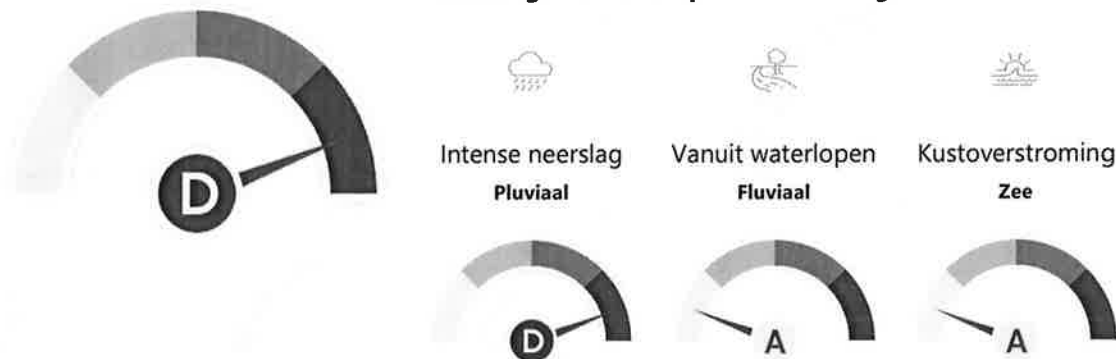 D
Intense neerslag
Vanuit waterlopen
Kustoverstroming
Pluviaal
Fluviaal
Zee
D
A
A